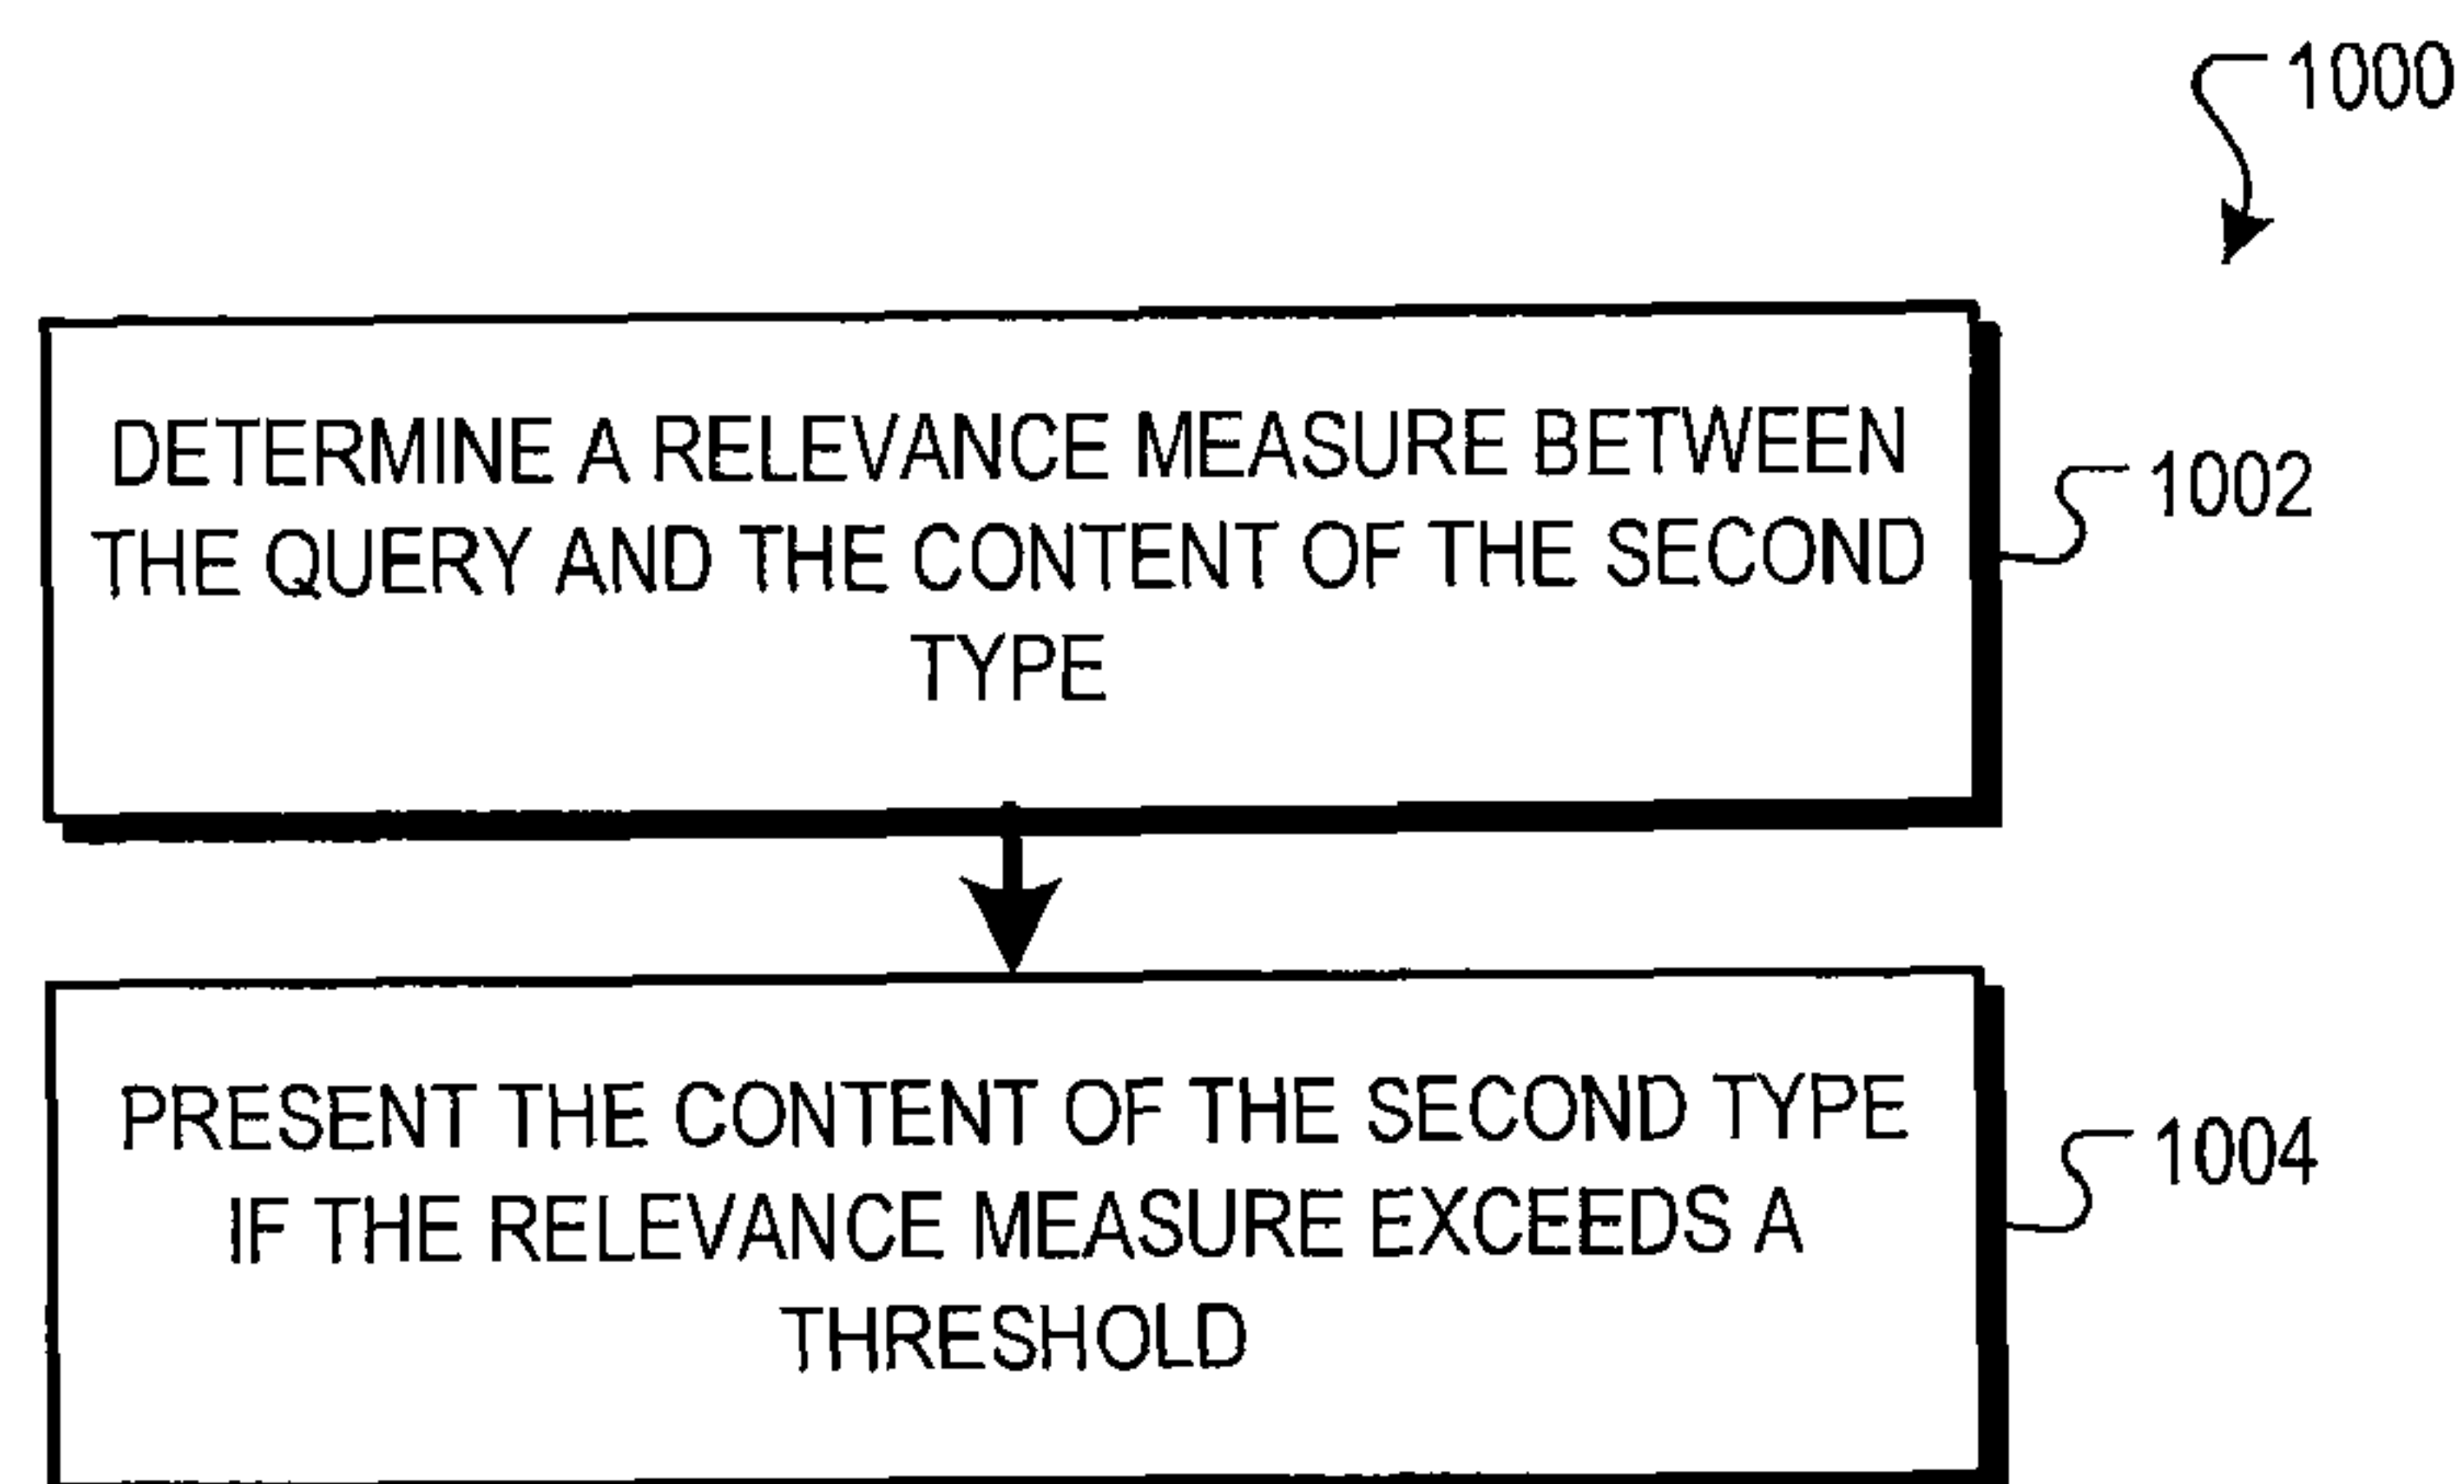 1000
DETERMINE A RELEVANCE MEASURE BETWEEN
THE QUERY AND THE CONTENT OF THE SECOND
TYPE
1002
PRESENT THE CONTENT OF THE SECOND TYPE
IF THE RELEVANCE MEASURE EXCEEDS A
THRESHOLD
1004